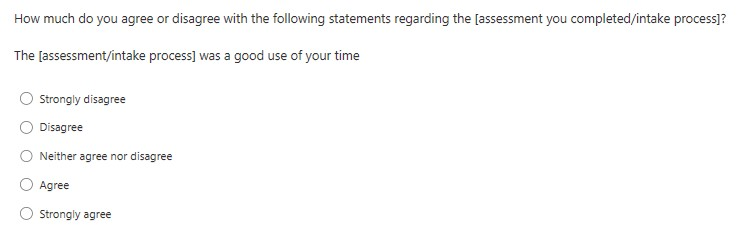 How much do you agree or disagree with the following statements regarding the [assessment you completed/intake process]?
The [assessment/intake process] was a good use of your time
Strongly disagree
Disagree
Neither agree nor disagree
Agree
Strongly agree